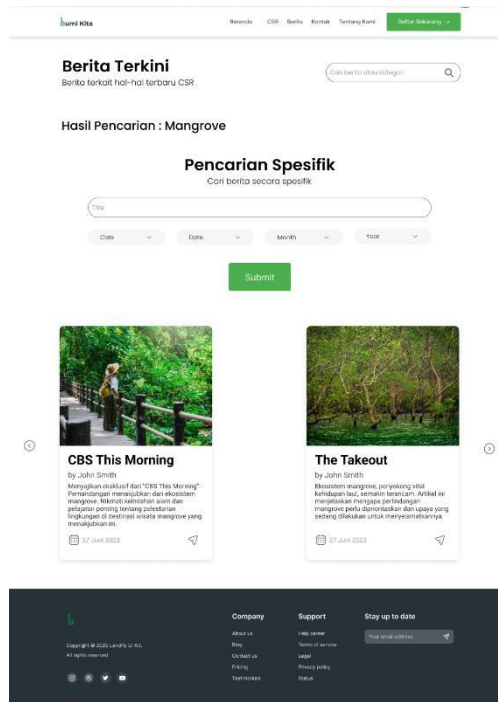 bumi Kita
Beranda CSR Berita Kontak Tentang Kami Daftar Sekarang →
Berita Terkini
Berita terkait hal-hal terbaru CSR
Cari berita atau kategori
Hasil Pencarian : Mangrove
Pencarian Spesifik
Cari berita secara spesifik
Title
Cats Date Month Year
Submit
CBS This Morning
by John Smith
Menyajikan eksklusif dari "CBS This Morning":
Pemandangan menakjubkan dari ekosistem
mangrove. Nikmati keindahan alam dan
pelajaran penting tentang pelestarian
lingkungan di destinasi wisata mangrove yang
menakjubkan ini.
27 Juni 2023
The Takeout
by John Smith
Ekosistem mangrove, penyokong vital
kehidupan laut, semakin terancam. Artikel ini
menjelaskan mengapa perlindungan
mangrove perlu diprioritaskan dan upaya yang
sedang dilakukan untuk menyelamatkannya.
27 Juni 2023
b
Copyright © 2020 Landify UI Kit.
All rights reserved
Company
About us
Blog
Contact us
Pricing
Testimonials
Support
Help center
Terms of service
Legal
Privacy policy
Status
Stay up to date
Your email address